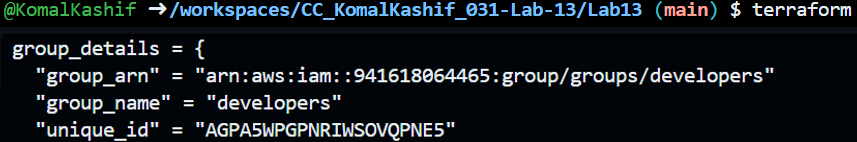 @KomalKashif ➜/workspaces/CC_KomalKashif_031-Lab-13/Lab13 (main) $ terraform
group_details = {
"group_arn" = "arn:aws:iam::941618064465:group/groups/developers"
"group_name" = "developers"
"unique_id" = "AGPA5WPGPNRIWSOVQPNE5"